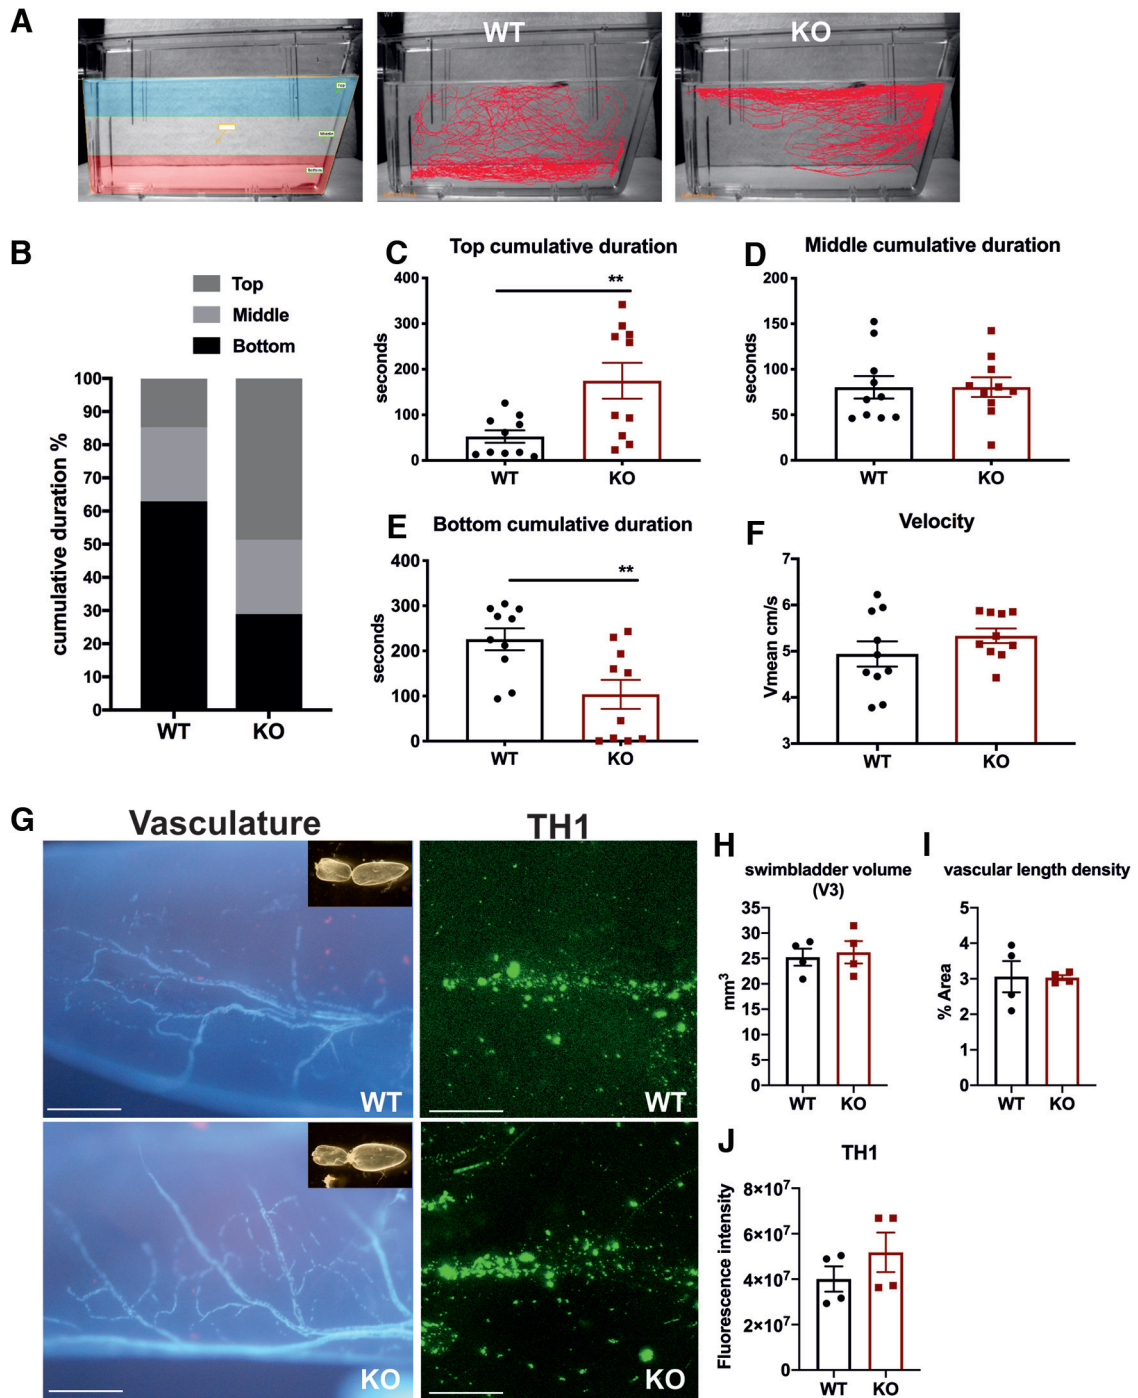 A
WT
KO
Top
Middle
Bottom
B
Top
Middle
Bottom
cumulative duration %
100
90
80
70
60
50
40
30
20
10
0
WT
KO
C
Top cumulative duration
seconds
400
300
200
100
0
**
WT
KO
D
Middle cumulative duration
seconds
200
150
100
50
0
WT
KO
E
Bottom cumulative duration
seconds
400
300
200
100
0
**
WT
KO
F
Velocity
Vmean cm/s
7
6
5
4
3
WT
KO
G
Vasculature
TH1
WT
WT
KO
KO
H
swimbladder volume
(V3)
mm³
35
30
25
20
15
10
5
0
WT
KO
I
vascular length density
% Area
5
4
3
2
1
0
WT
KO
J
TH1
Fluorescence intensity
8×10⁷
6×10⁷
4×10⁷
2×10⁷
0
WT
KO